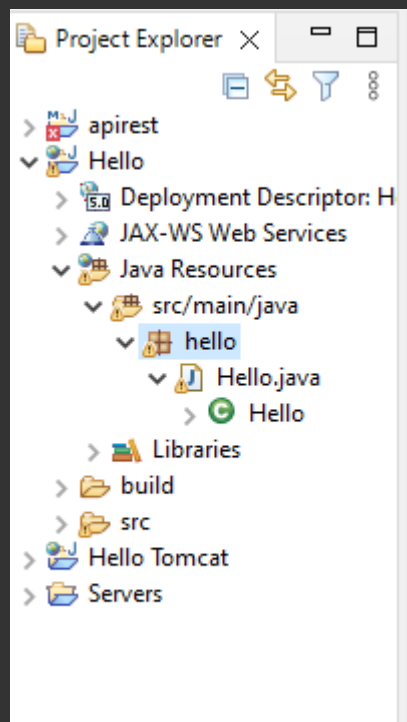 Project Explorer
apirest
Hello
Deployment Descriptor: H
JAX-WS Web Services
Java Resources
src/main/java
hello
Hello.java
Hello
Libraries
build
src
Hello Tomcat
Servers